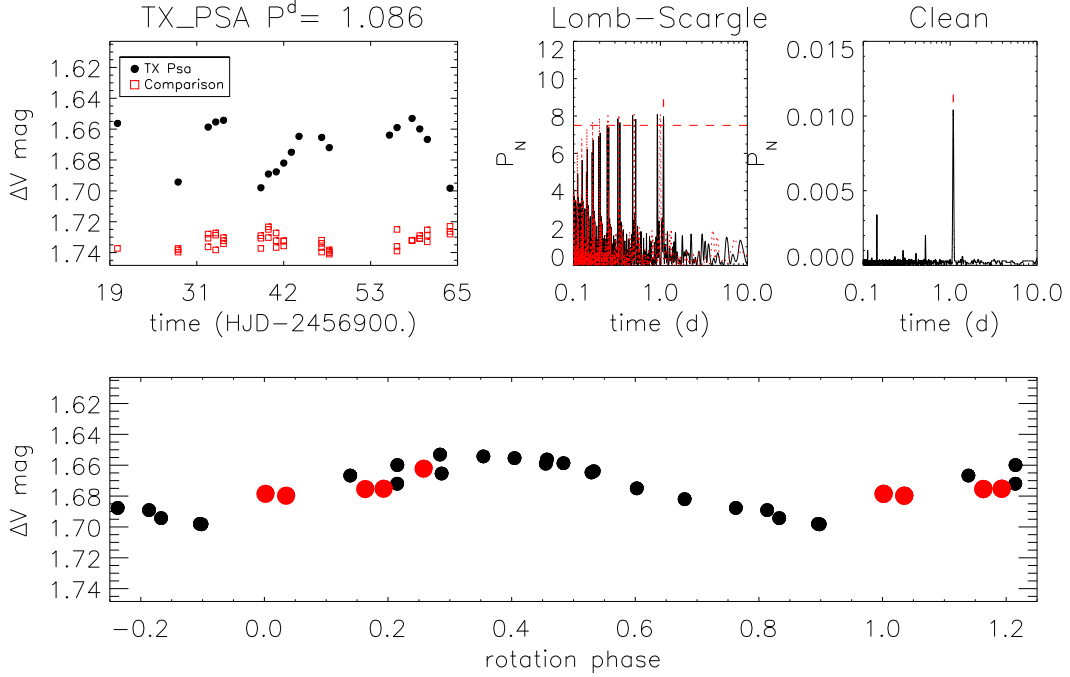 TX_PSA P^d= 1.086
Lomb−Scargle
Clean
ΔV mag
1.62
1.64
1.66
1.68
1.70
1.72
1.74
TX Psa
Comparison
19 31 42 53 65
time (HJD−2456900.)
P_N
12
10
8
6
4
2
0
0.1 1.0 10.0
time (d)
P_N
0.015
0.010
0.005
0.000
0.1 1.0 10.0
time (d)
ΔV mag
1.62
1.64
1.66
1.68
1.70
1.72
1.74
−0.2 0.0 0.2 0.4 0.6 0.8 1.0 1.2
rotation phase